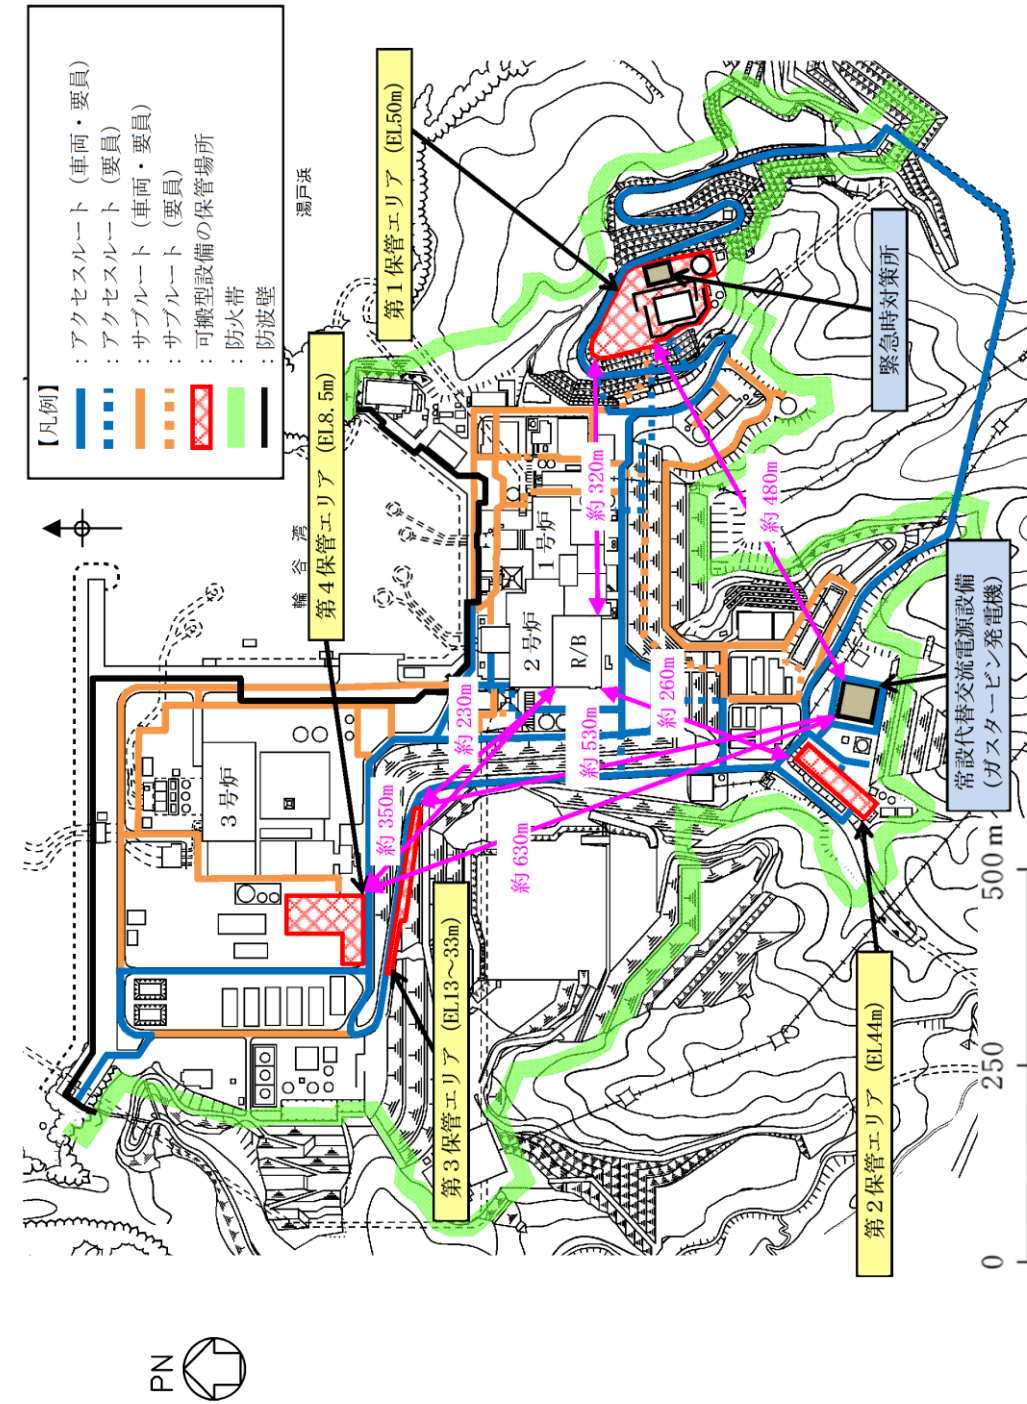 【凡例】
：アクセスルート（車両・要員）
：アクセスルート（要員）
：サブルート（車両・要員）
：サブルート（要員）
：可搬型設備の保管場所
：防火帯
：防波壁
湯戸浜
輪谷湾
第４保管エリア（EL8.5m）
第１保管エリア（EL50m）
3号炉
2号炉
1号炉
R/B
約230m
約350m
約320m
約530m
約260m
約630m
約480m
第３保管エリア（EL13～33m）
第２保管エリア（EL44m）
緊急時対策所
常設代替交流電源設備
（ガスタービン発電機）
PN
0
250
500 m